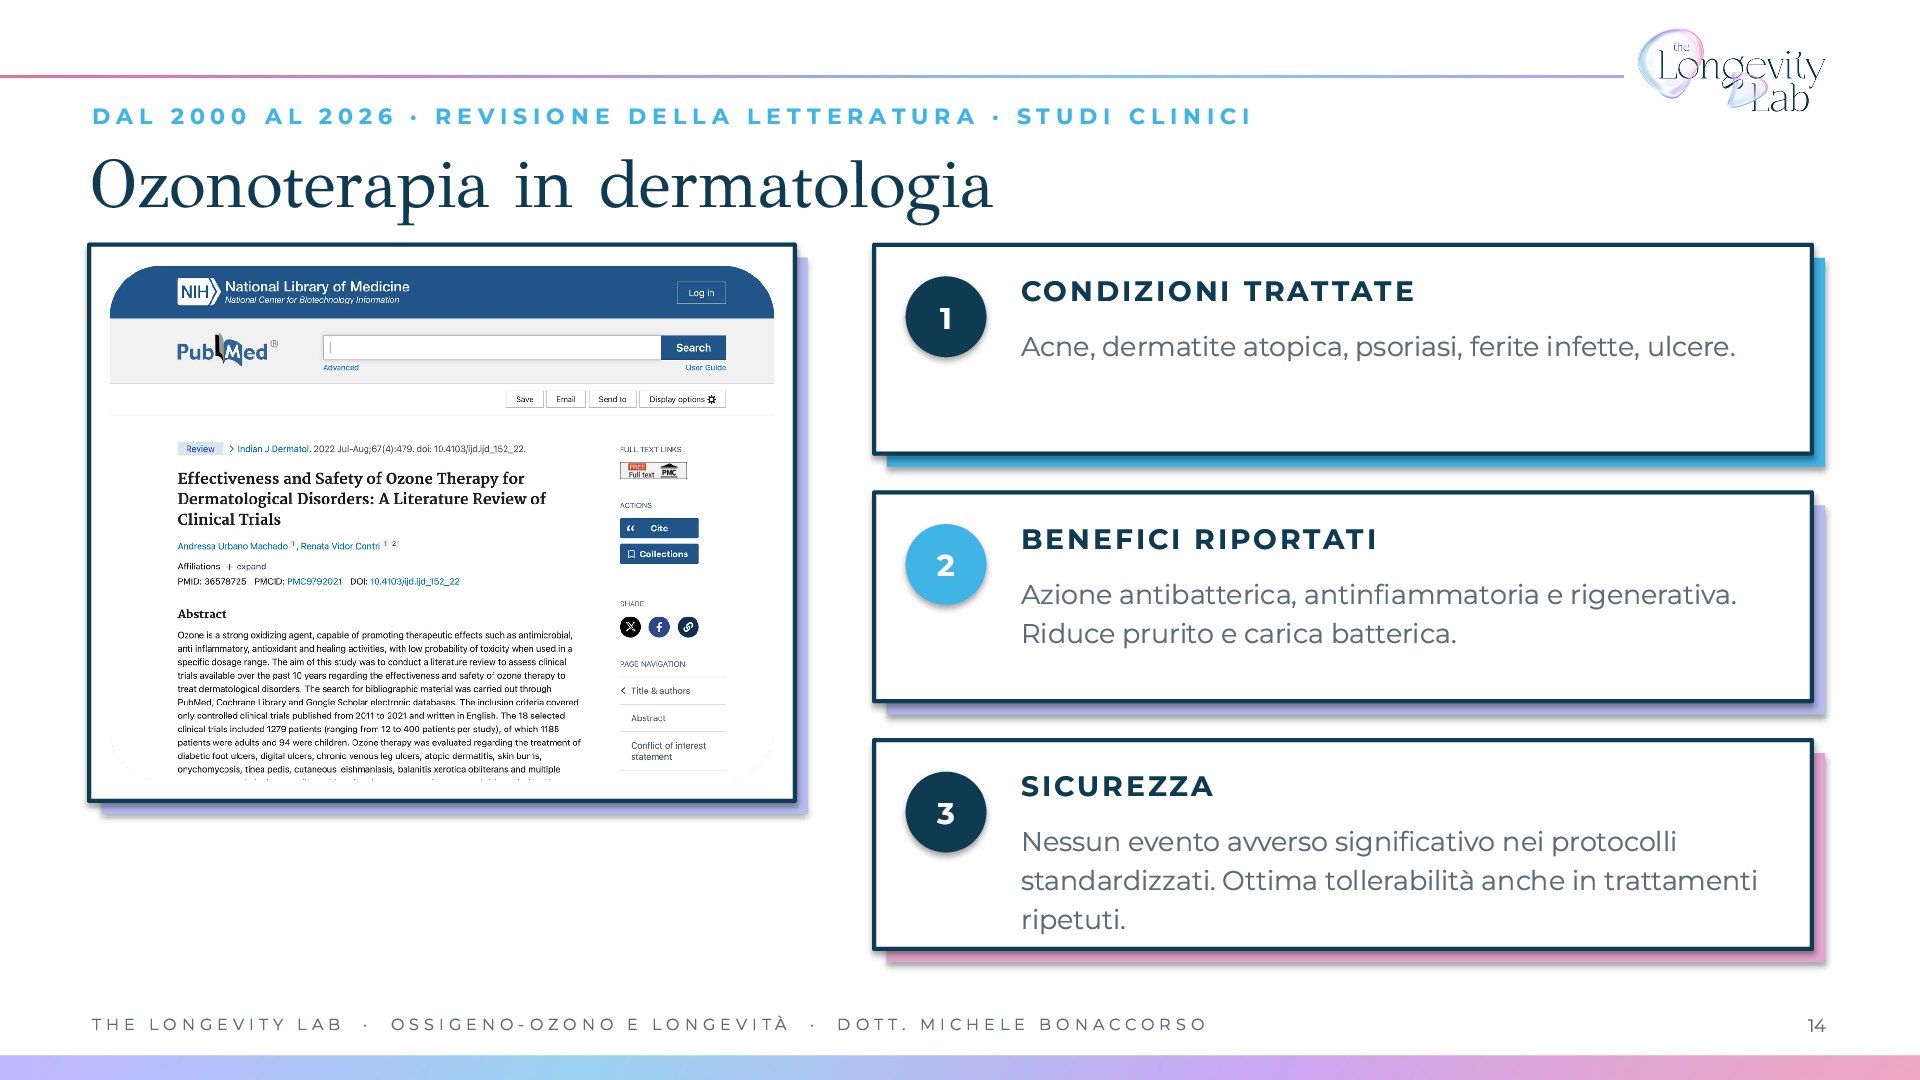 the
Longevity
Lab
DAL 2000 AL 2026 · REVISIONE DELLA LETTERATURA · STUDI CLINICI
Ozonoterapia in dermatologia
NIH National Library of Medicine
National Center for Biotechnology Information
Log in
PubMed®
Search
Advanced
User Guide
Save
Email
Send to
Display options
Review
Indian J Dermatol. 2022 Jul-Aug;67(4):479. doi: 10.4103/ijd.ijd_152_22.
Effectiveness and Safety of Ozone Therapy for
Dermatological Disorders: A Literature Review of
Clinical Trials
Andressa Urbano Machado 1, Renata Vidor Contri 1 2
Affiliations + expand
PMID: 36578725 PMCID: PMC9792021 DOI: 10.4103/ijd.ijd_152_22
Abstract
Ozone is a strong oxidizing agent, capable of promoting therapeutic effects such as antimicrobial,
anti inflammatory, antioxidant and healing activities, with low probability of toxicity when used in a
specific dosage range. The aim of this study was to conduct a literature review to assess clinical
trials available over the past 10 years regarding the effectiveness and safety of ozone therapy to
treat dermatological disorders. The search for bibliographic material was carried out through
PubMed, Cochrane Library and Google Scholar electronic databases. The inclusion criteria covered
only controlled clinical trials published from 2011 to 2021 and written in English. The 18 selected
clinical trials included 1279 patients (ranging from 12 to 400 patients per study), of which 1185
patients were adults and 94 were children. Ozone therapy was evaluated regarding the treatment of
diabetic foot ulcers, digital ulcers, chronic venous leg ulcers, atopic dermatitis, skin burns,
onychomycosis, tinea pedis, cutaneous leishmaniasis, balanitis xerotica obliterans and multiple
FULL TEXT LINKS
FREE
Full text PMC
ACTIONS
Cite
Collections
SHARE
PAGE NAVIGATION
Title & authors
Abstract
Conflict of interest
statement
1
CONDIZIONI TRATTATE
Acne, dermatite atopica, psoriasi, ferite infette, ulcere.
2
BENEFICI RIPORTATI
Azione antibatterica, antinfiammatoria e rigenerativa.
Riduce prurito e carica batterica.
3
SICUREZZA
Nessun evento avverso significativo nei protocolli
standardizzati. Ottima tollerabilità anche in trattamenti
ripetuti.
THE LONGEVITY LAB · OSSIGENO-OZONO E LONGEVITÀ · DOTT. MICHELE BONACCORSO
14